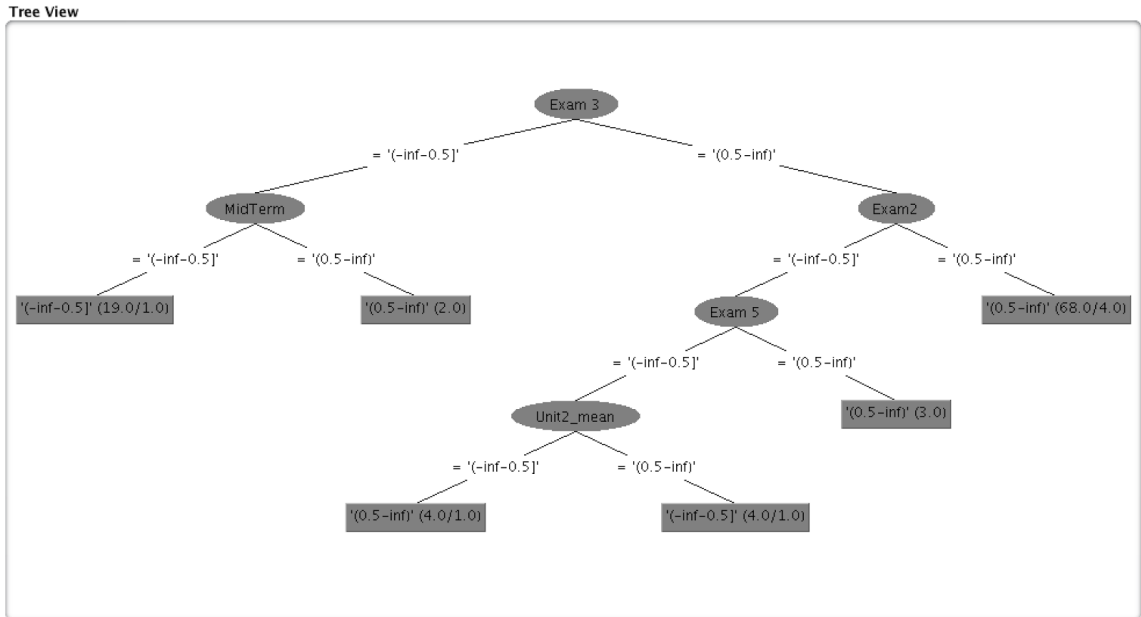 Tree View
Exam 3
= '(-inf-0.5]' = '(0.5-inf)'
MidTerm Exam2
= '(-inf-0.5]' = '(0.5-inf)' = '(-inf-0.5]' = '(0.5-inf)'
'(-inf-0.5]' (19.0/1.0) '(0.5-inf)' (2.0) Exam 5 '(0.5-inf)' (68.0/4.0)
= '(-inf-0.5]' = '(0.5-inf)'
Unit2_mean '(0.5-inf)' (3.0)
= '(-inf-0.5]' = '(0.5-inf)'
'(0.5-inf)' (4.0/1.0) '(-inf-0.5]' (4.0/1.0)